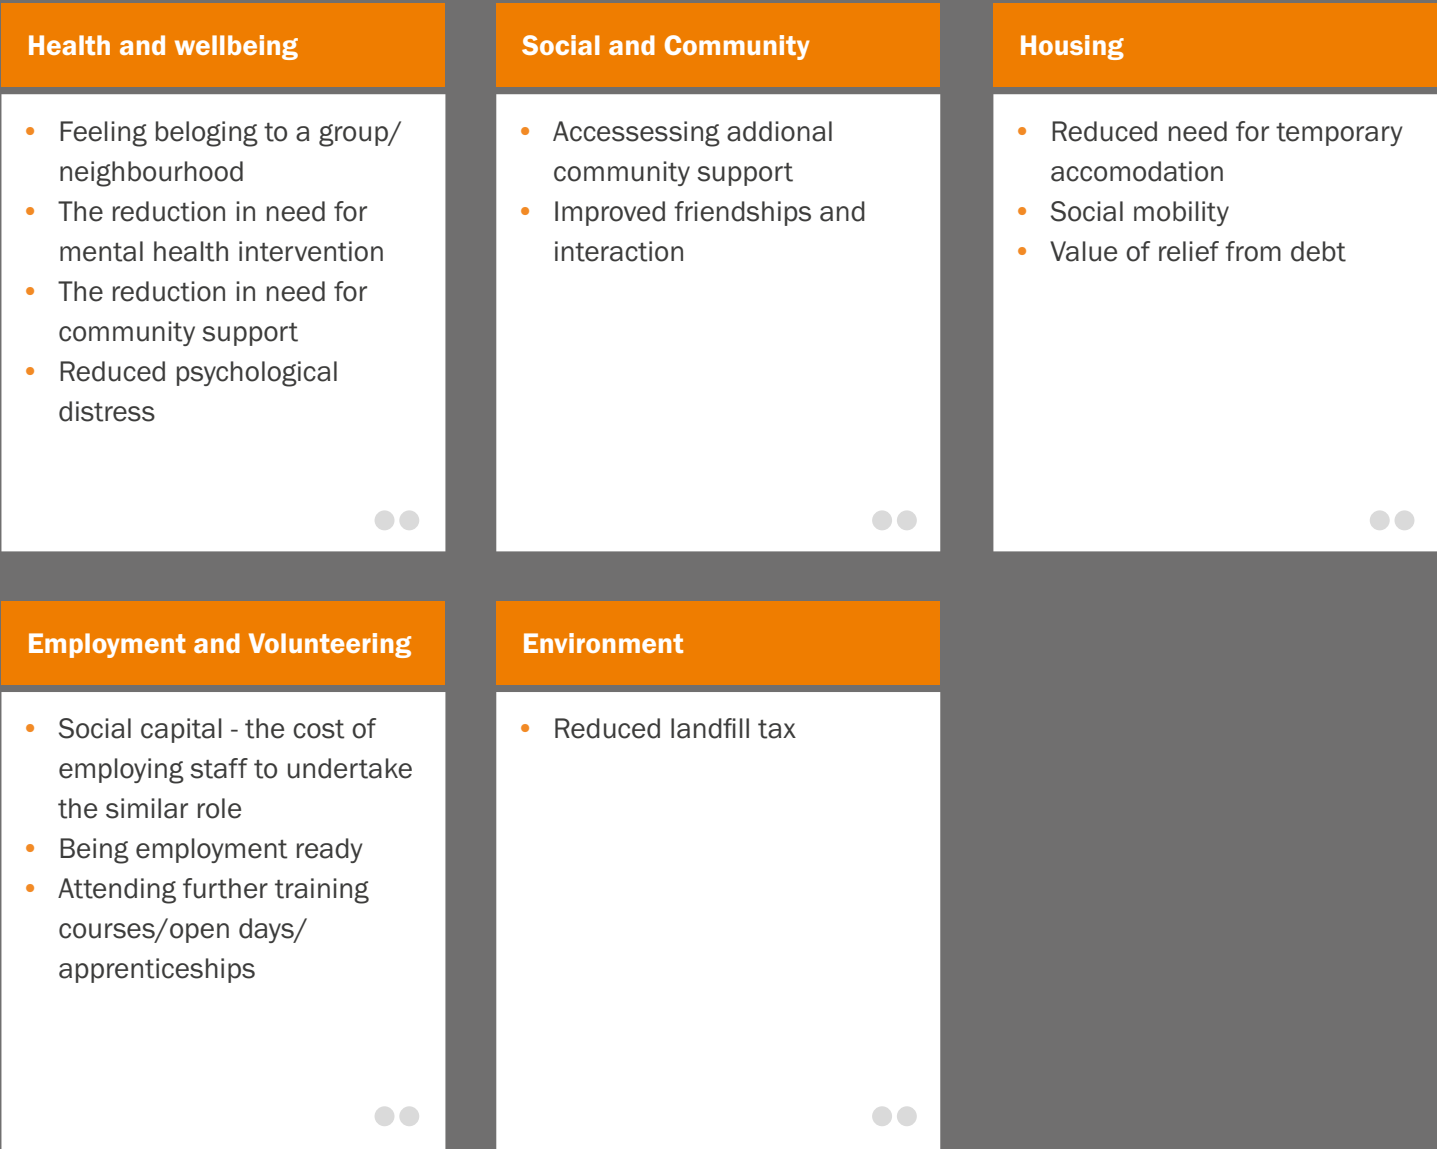 Health and wellbeing
• Feeling beloging to a group/
neighbourhood
• The reduction in need for
mental health intervention
• The reduction in need for
community support
• Reduced psychological
distress
Social and Community
• Accessessing addional
community support
• Improved friendships and
interaction
Housing
• Reduced need for temporary
accomodation
• Social mobility
• Value of relief from debt
Employment and Volunteering
• Social capital - the cost of
employing staff to undertake
the similar role
• Being employment ready
• Attending further training
courses/open days/
apprenticeships
Environment
• Reduced landfill tax